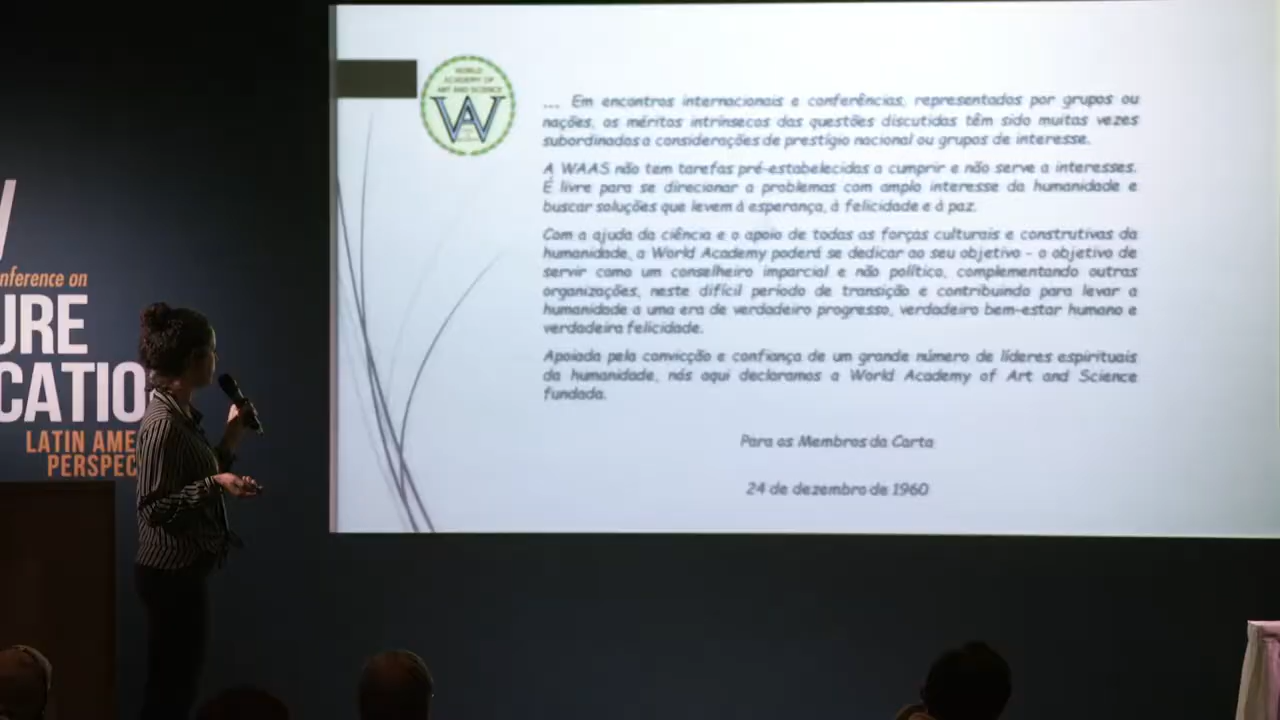 nference on
URE
CATIO
LATIN AME
PERSPEC
WORLD
ACADEMY OF
ART AND SCIENCE
... Em encontros internacionais e conferências, representados por grupos ou
nações, os méritos intrínsecos das questões discutidas têm sido muitas vezes
subordinados a considerações de prestígio nacional ou grupos de interesse.
A WAAS não tem tarefas pré-estabelecidas a cumprir e não serve a interesses.
É livre para se direcionar a problemas com amplo interesse da humanidade e
buscar soluções que levem à esperança, à felicidade e à paz.
Com a ajuda da ciência e o apoio de todas as forças culturais e construtivas da
humanidade, a World Academy poderá se dedicar ao seu objetivo - o objetivo de
servir como um conselheiro imparcial e não político, complementando outras
organizações, neste difícil período de transição e contribuindo para levar a
humanidade a uma era de verdadeiro progresso, verdadeiro bem-estar humano e
verdadeira felicidade.
Apoiada pela convicção e confiança de um grande número de líderes espirituais
da humanidade, nós aqui declaramos a World Academy of Art and Science
fundada.
Para os Membros da Carta
24 de dezembro de 1960